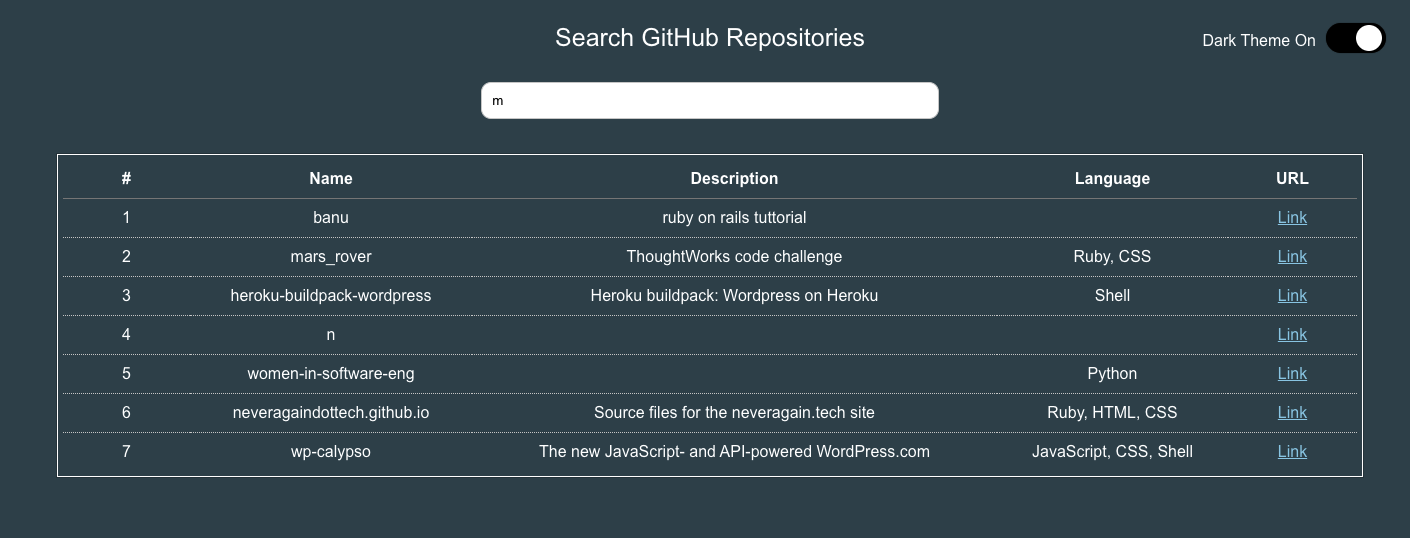 Search GitHub Repositories
Dark Theme On
m
# Name Description Language URL
1 banu ruby on rails tuttorial Link
2 mars_rover ThoughtWorks code challenge Ruby, CSS Link
3 heroku-buildpack-wordpress Heroku buildpack: Wordpress on Heroku Shell Link
4 n Link
5 women-in-software-eng Python Link
6 neveragaindottech.github.io Source files for the neveragain.tech site Ruby, HTML, CSS Link
7 wp-calypso The new JavaScript- and API-powered WordPress.com JavaScript, CSS, Shell Link